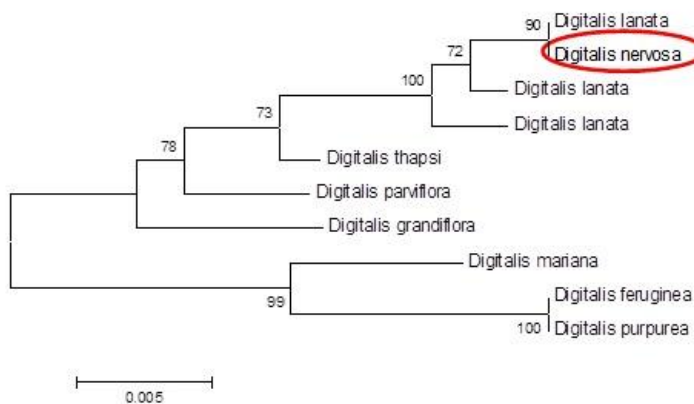 90
Digitalis lanata
Digitalis nervosa
72
100
Digitalis lanata
73
Digitalis lanata
78
Digitalis thapsi
Digitalis parviflora
Digitalis grandiflora
Digitalis mariana
99
Digitalis feruginea
100
Digitalis purpurea
0.005